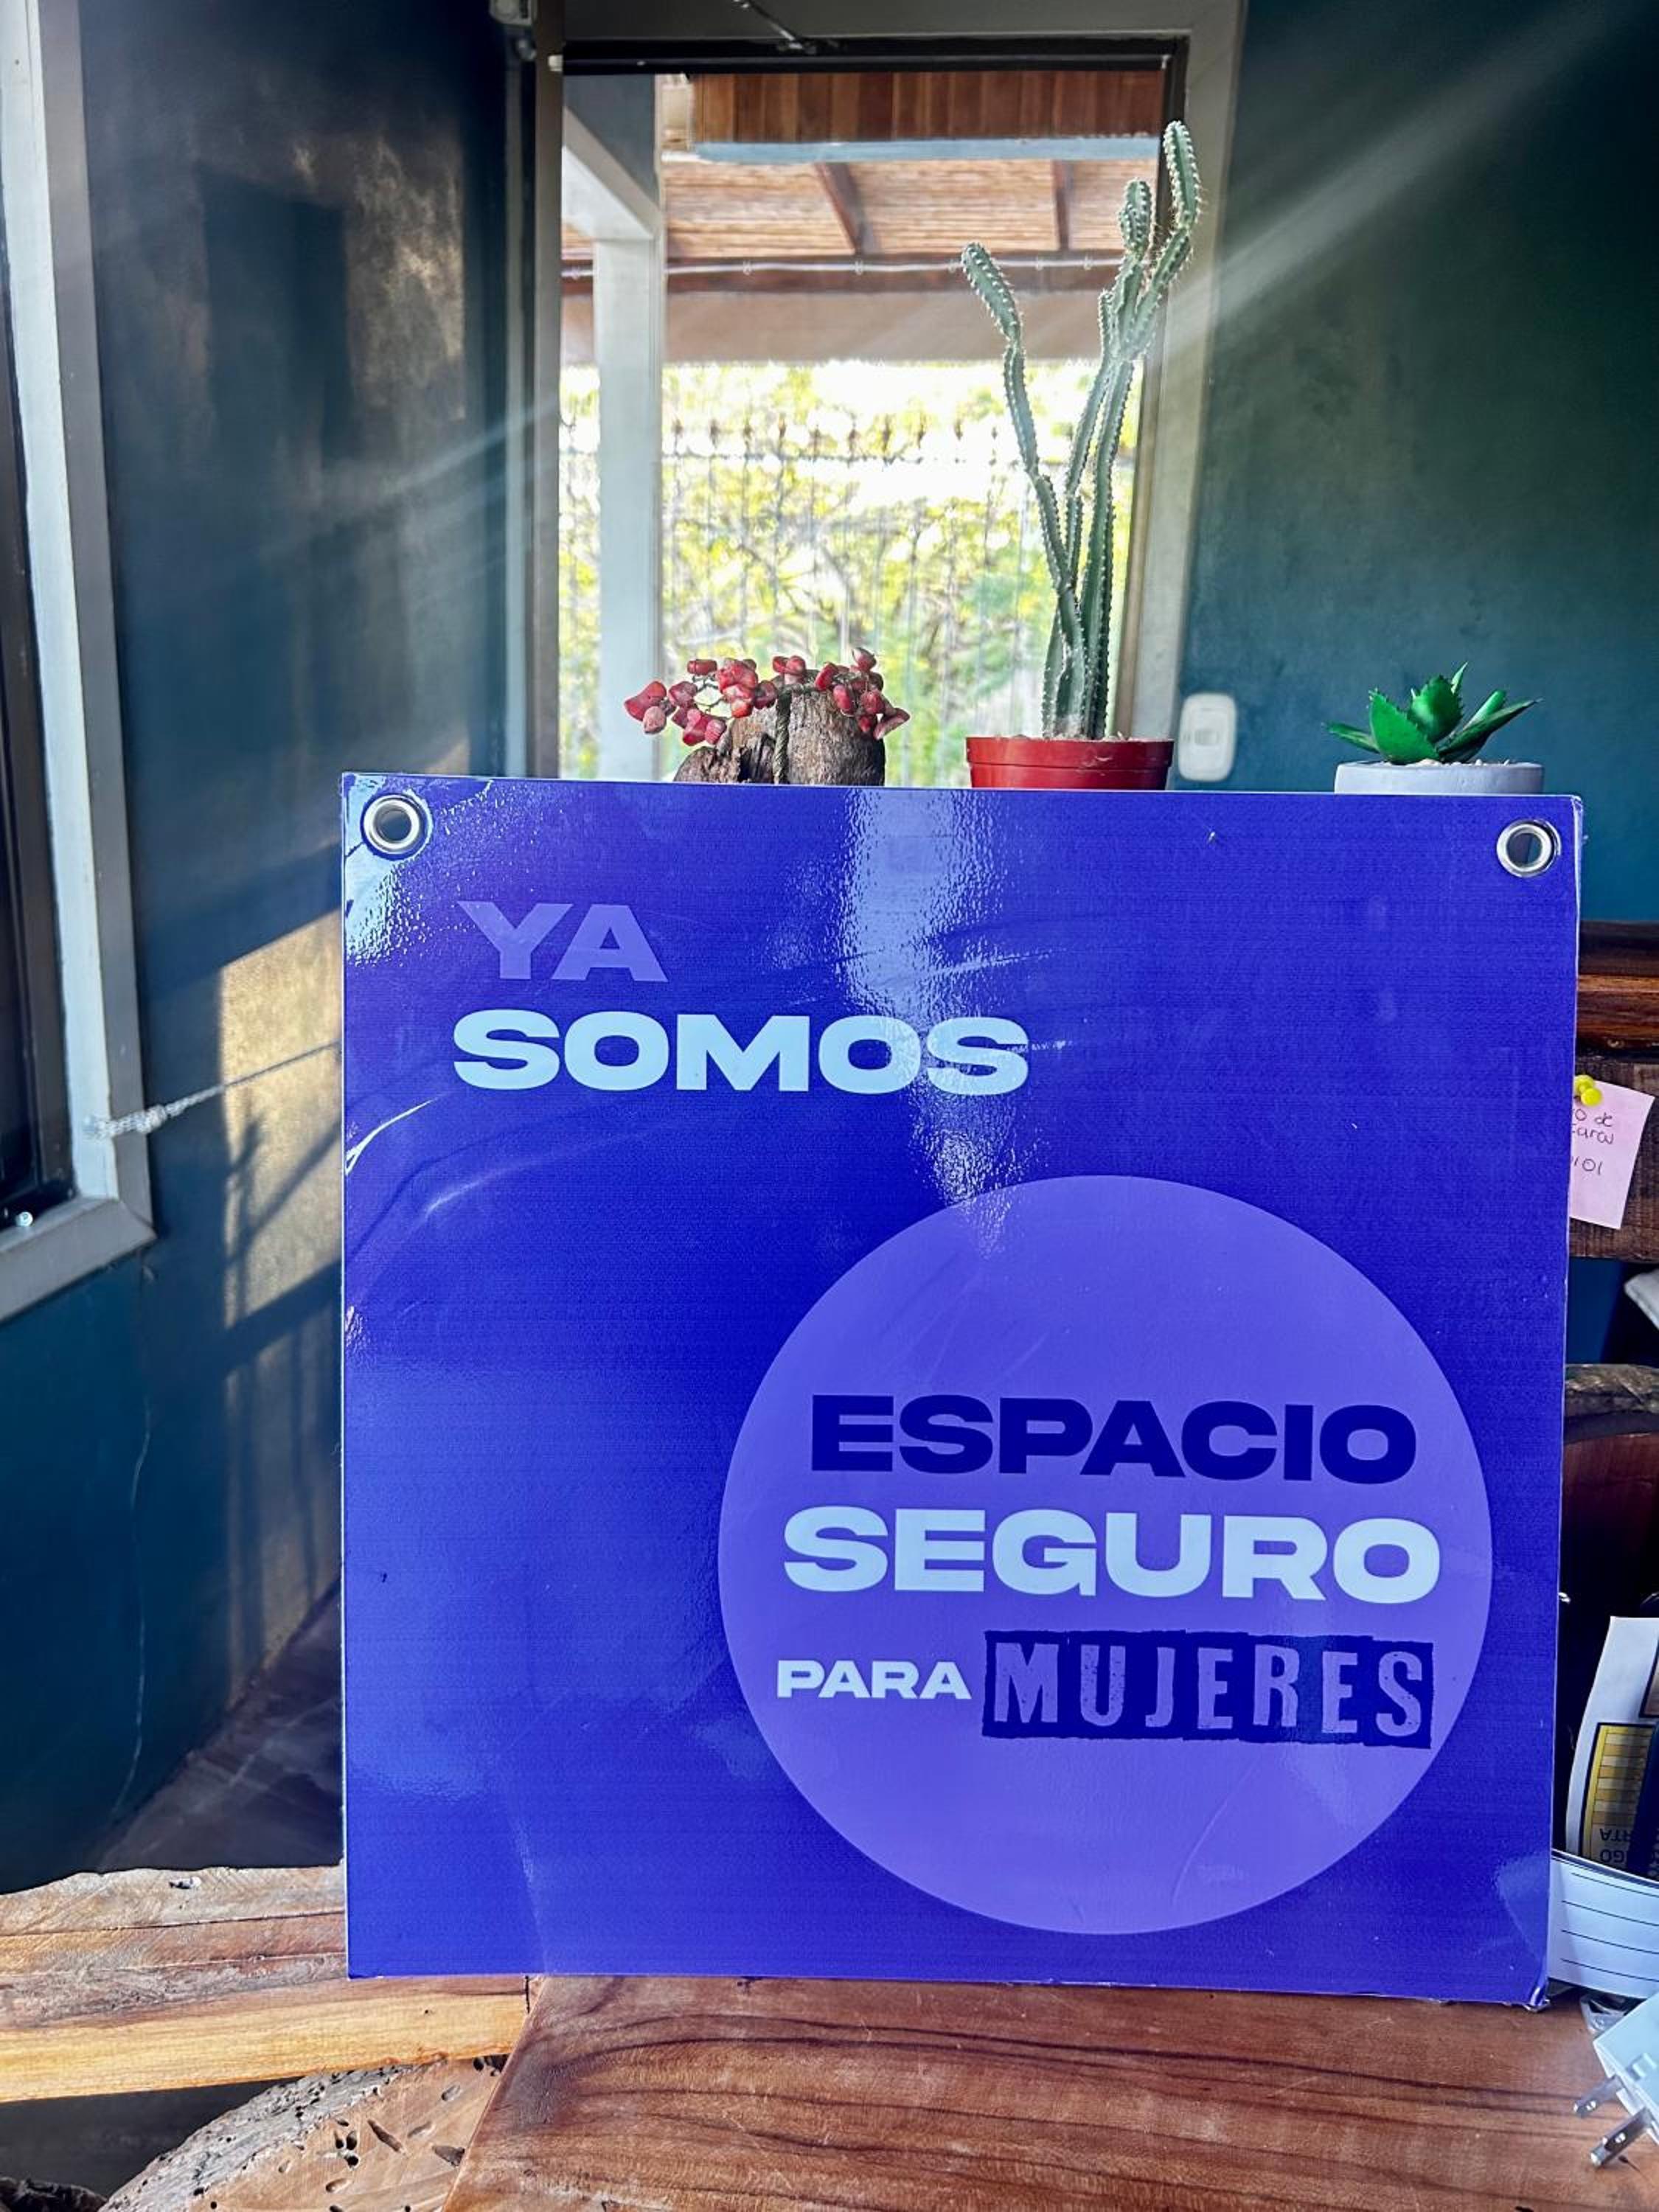 YA
SOMOS
ESPACIO
SEGURO
PARA MUJERES